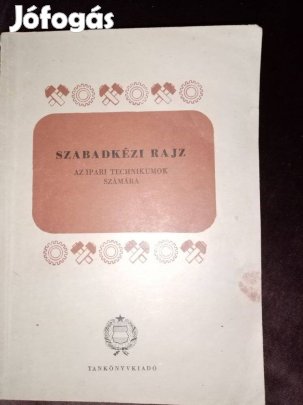 Jófogás
SZABADKÉZI RAJZ
AZ IPARI TECHNIKUMOK
SZÁMÁRA
TANKÖNYVKIADÓ